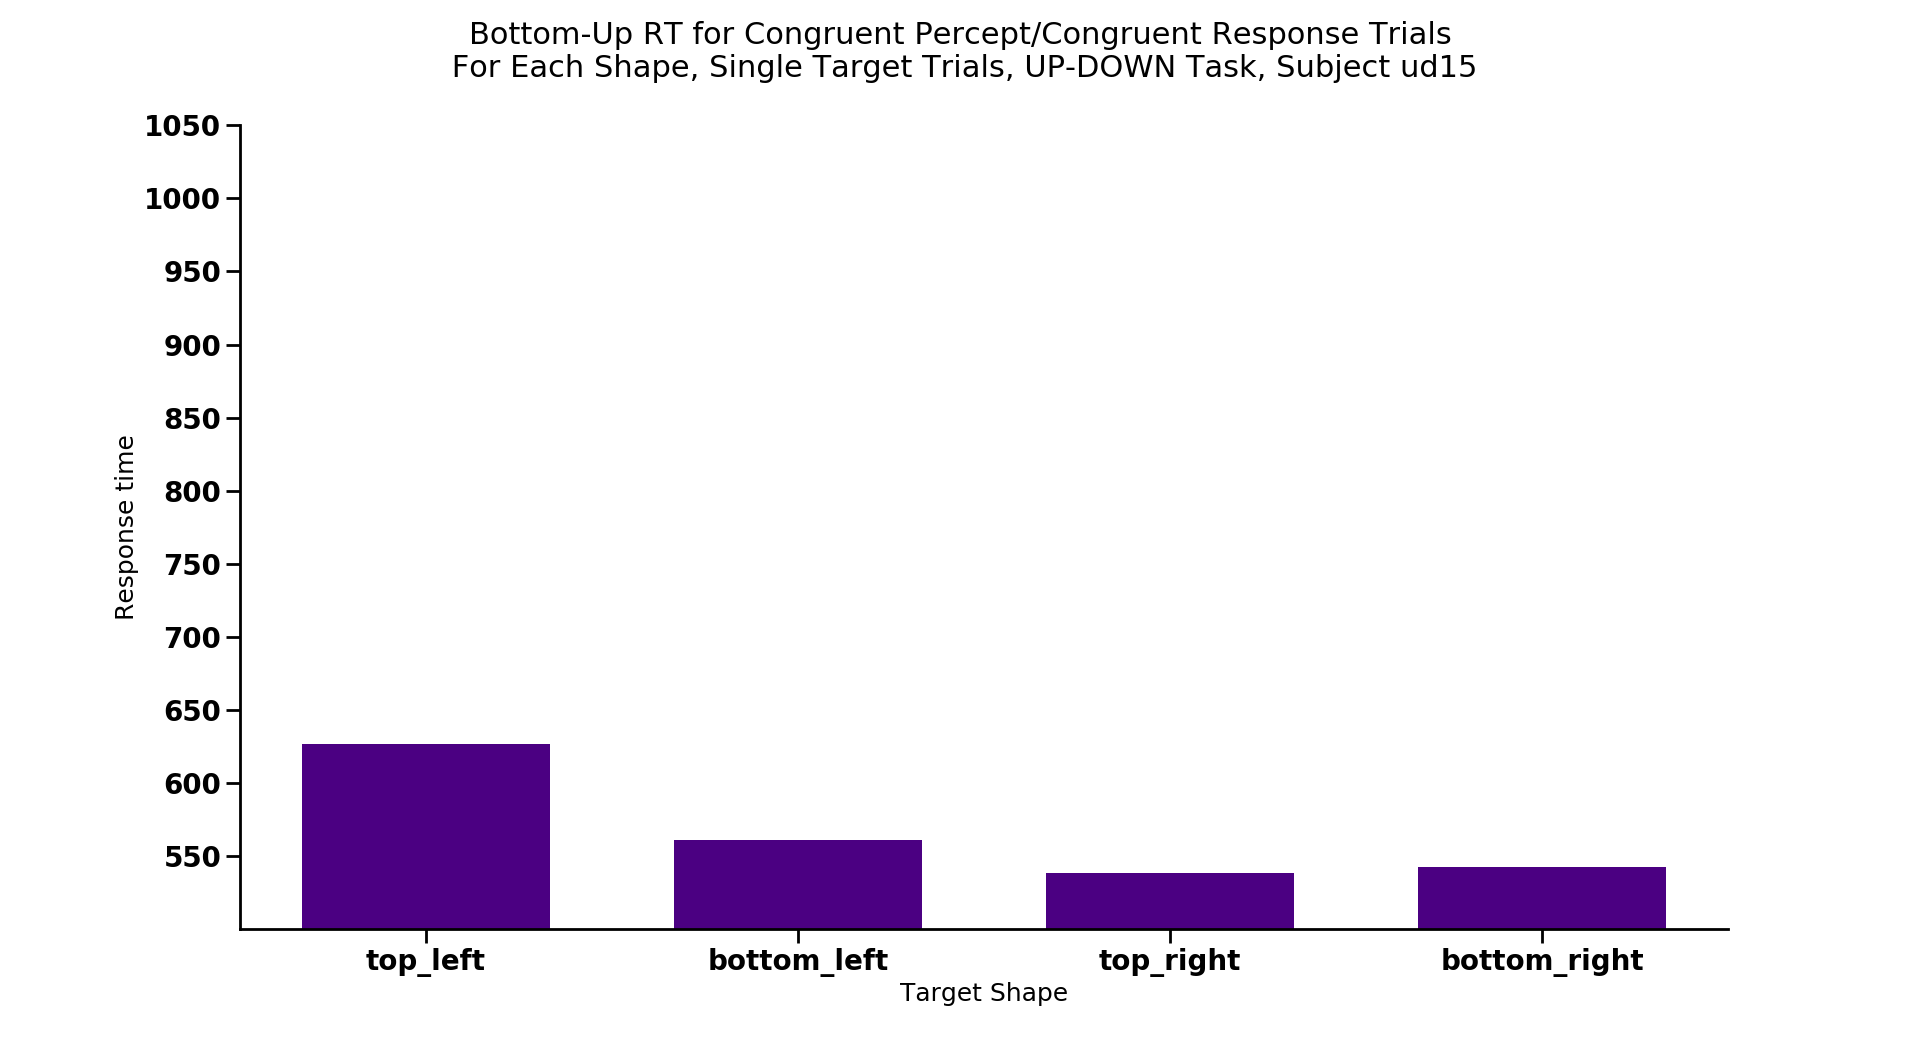 Bottom-Up RT for Congruent Percept/Congruent Response Trials
For Each Shape, Single Target Trials, UP-DOWN Task, Subject ud15
1050
1000
950
900
850
800
750
700
650
600
550
Response time
top_left
bottom_left
top_right
bottom_right
Target Shape